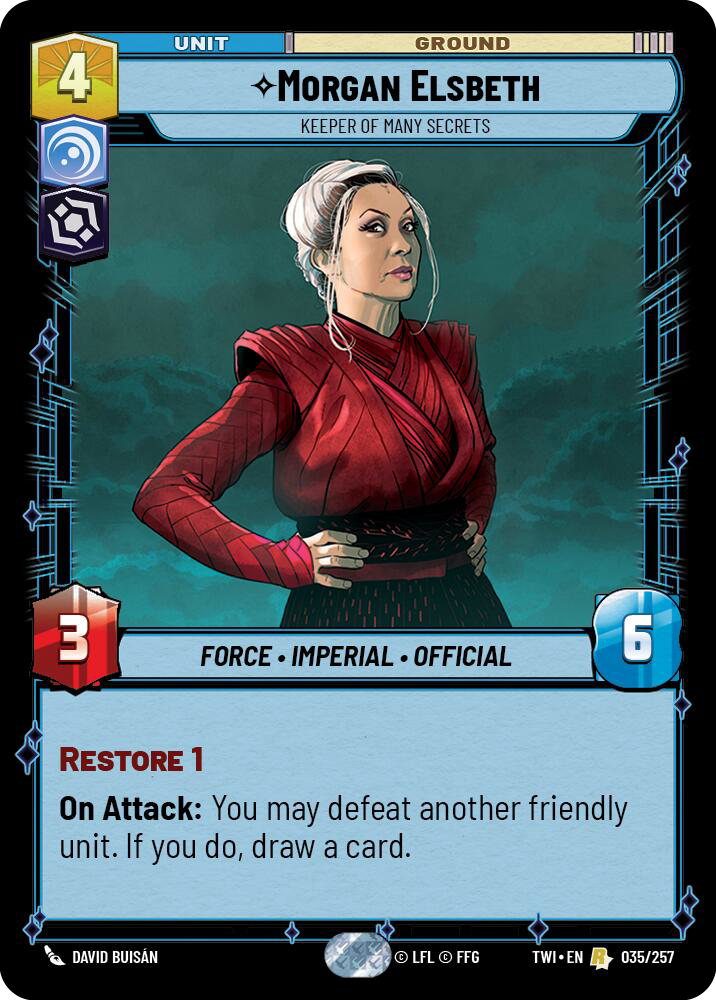 UNIT GROUND
4
✧MORGAN ELSBETH
KEEPER OF MANY SECRETS
3
FORCE • IMPERIAL • OFFICIAL
6
RESTORE 1
On Attack: You may defeat another friendly
unit. If you do, draw a card.
DAVID BUISÁN © LFL © FFG TWI • EN R 035/257